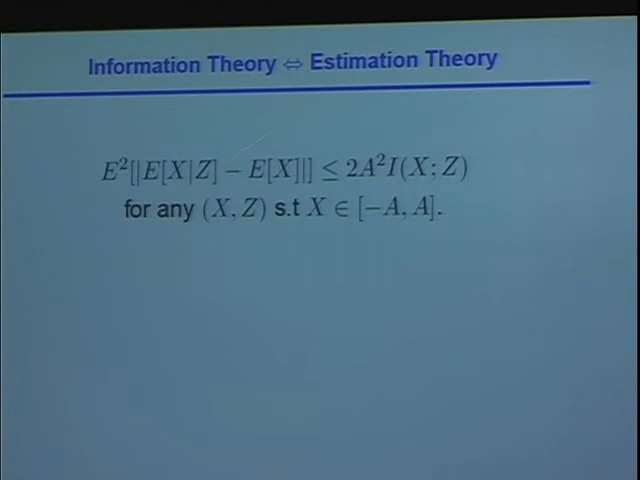 Information Theory ⇔ Estimation Theory
E²[|E[X|Z] − E[X]|] ≤ 2A²I(X; Z)
for any (X, Z) s.t X ∈ [−A, A].